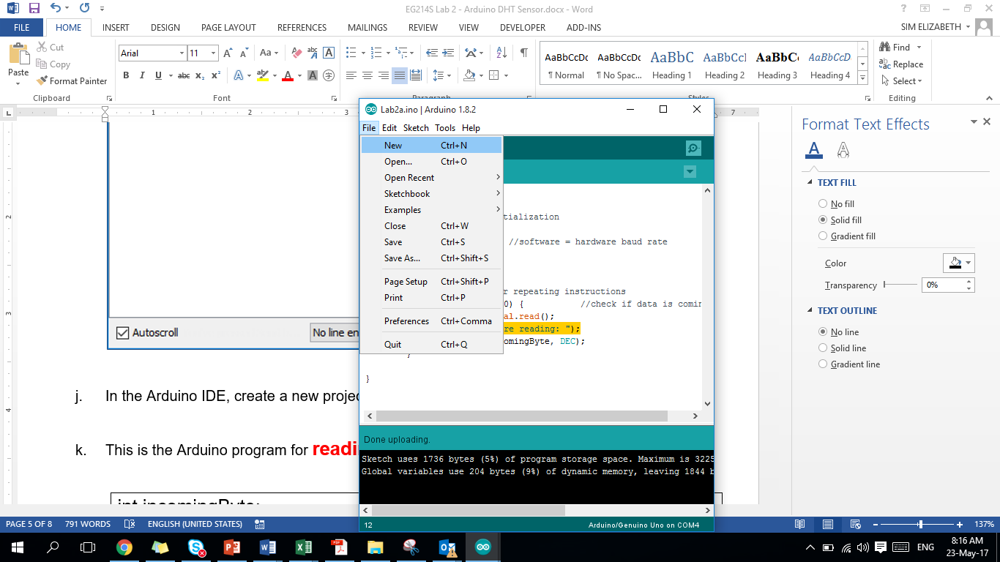 EG214S Lab 2 - Arduino DHT Sensor.docx - Word
FILE HOME INSERT DESIGN PAGE LAYOUT REFERENCES MAILINGS REVIEW VIEW DEVELOPER ADD-INS SIM ELIZABETH
Paste
Cut
Copy
Format Painter
Clipboard
Arial 11
Font
Paragraph
AaBbCcDc AaBbCcDc AaBbC AaBbCcI AaBbC AaBbCcD
¶ Normal ¶ No Spac... Heading 1 Heading 2 Heading 3 Heading 4
Styles
Find
Replace
Select
Editing
1 2 3 7
2
3
4
Autoscroll No line en
j. In the Arduino IDE, create a new projec
k. This is the Arduino program for readi
int incomingByte;
Lab2a.ino | Arduino 1.8.2
File Edit Sketch Tools Help
New Ctrl+N
Open... Ctrl+O
Open Recent
Sketchbook
Examples
Close Ctrl+W
Save Ctrl+S
Save As... Ctrl+Shift+S
Page Setup Ctrl+Shift+P
Print Ctrl+P
Preferences Ctrl+Comma
Quit Ctrl+Q
tialization
//software = hardware baud rate
r repeating instructions
0) { //check if data is comin
al.read();
re reading: ");
omingByte, DEC);
}
}
Done uploading.
Sketch uses 1736 bytes (5%) of program storage space. Maximum is 3225
Global variables use 204 bytes (9%) of dynamic memory, leaving 1844 b
12 Arduino/Genuino Uno on COM4
Format Text Effects
TEXT FILL
No fill
Solid fill
Gradient fill
Color
Transparency 0%
TEXT OUTLINE
No line
Solid line
Gradient line
PAGE 5 OF 8 791 WORDS ENGLISH (UNITED STATES) 137%
ENG
8:16 AM
23-May-17